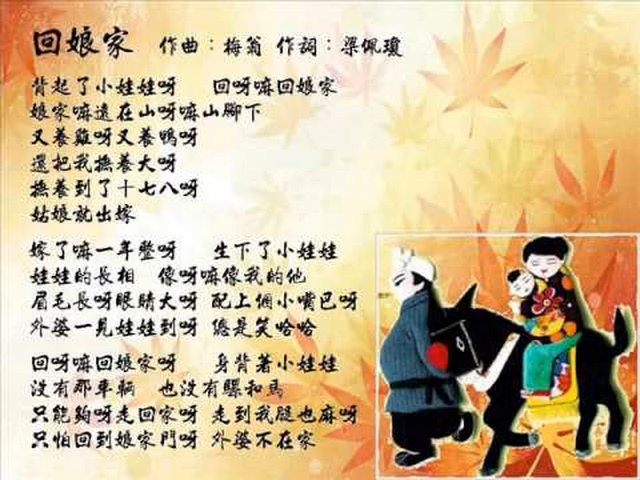 回娘家　作曲：梅翁 作詞：梁佩瓊
背起了小娃娃呀　回呀嘛回娘家
娘家嘛遠在山呀嘛山腳下
又養雞呀又養鴨呀
還把我撫養大呀
撫養到了十七八呀
姑娘就出嫁
嫁了嘛一年整呀　生下了小娃娃
娃娃的長相　像呀嘛像我的他
眉毛長呀眼睛大呀 配上個小嘴巴呀
外婆一見娃娃到呀 總是笑哈哈
回呀嘛回娘家呀　身背著小娃娃
沒有那車輛　也沒有騾和馬
只能夠呀走回家呀 走到我腿也麻呀
只怕回到娘家門呀 外婆不在家